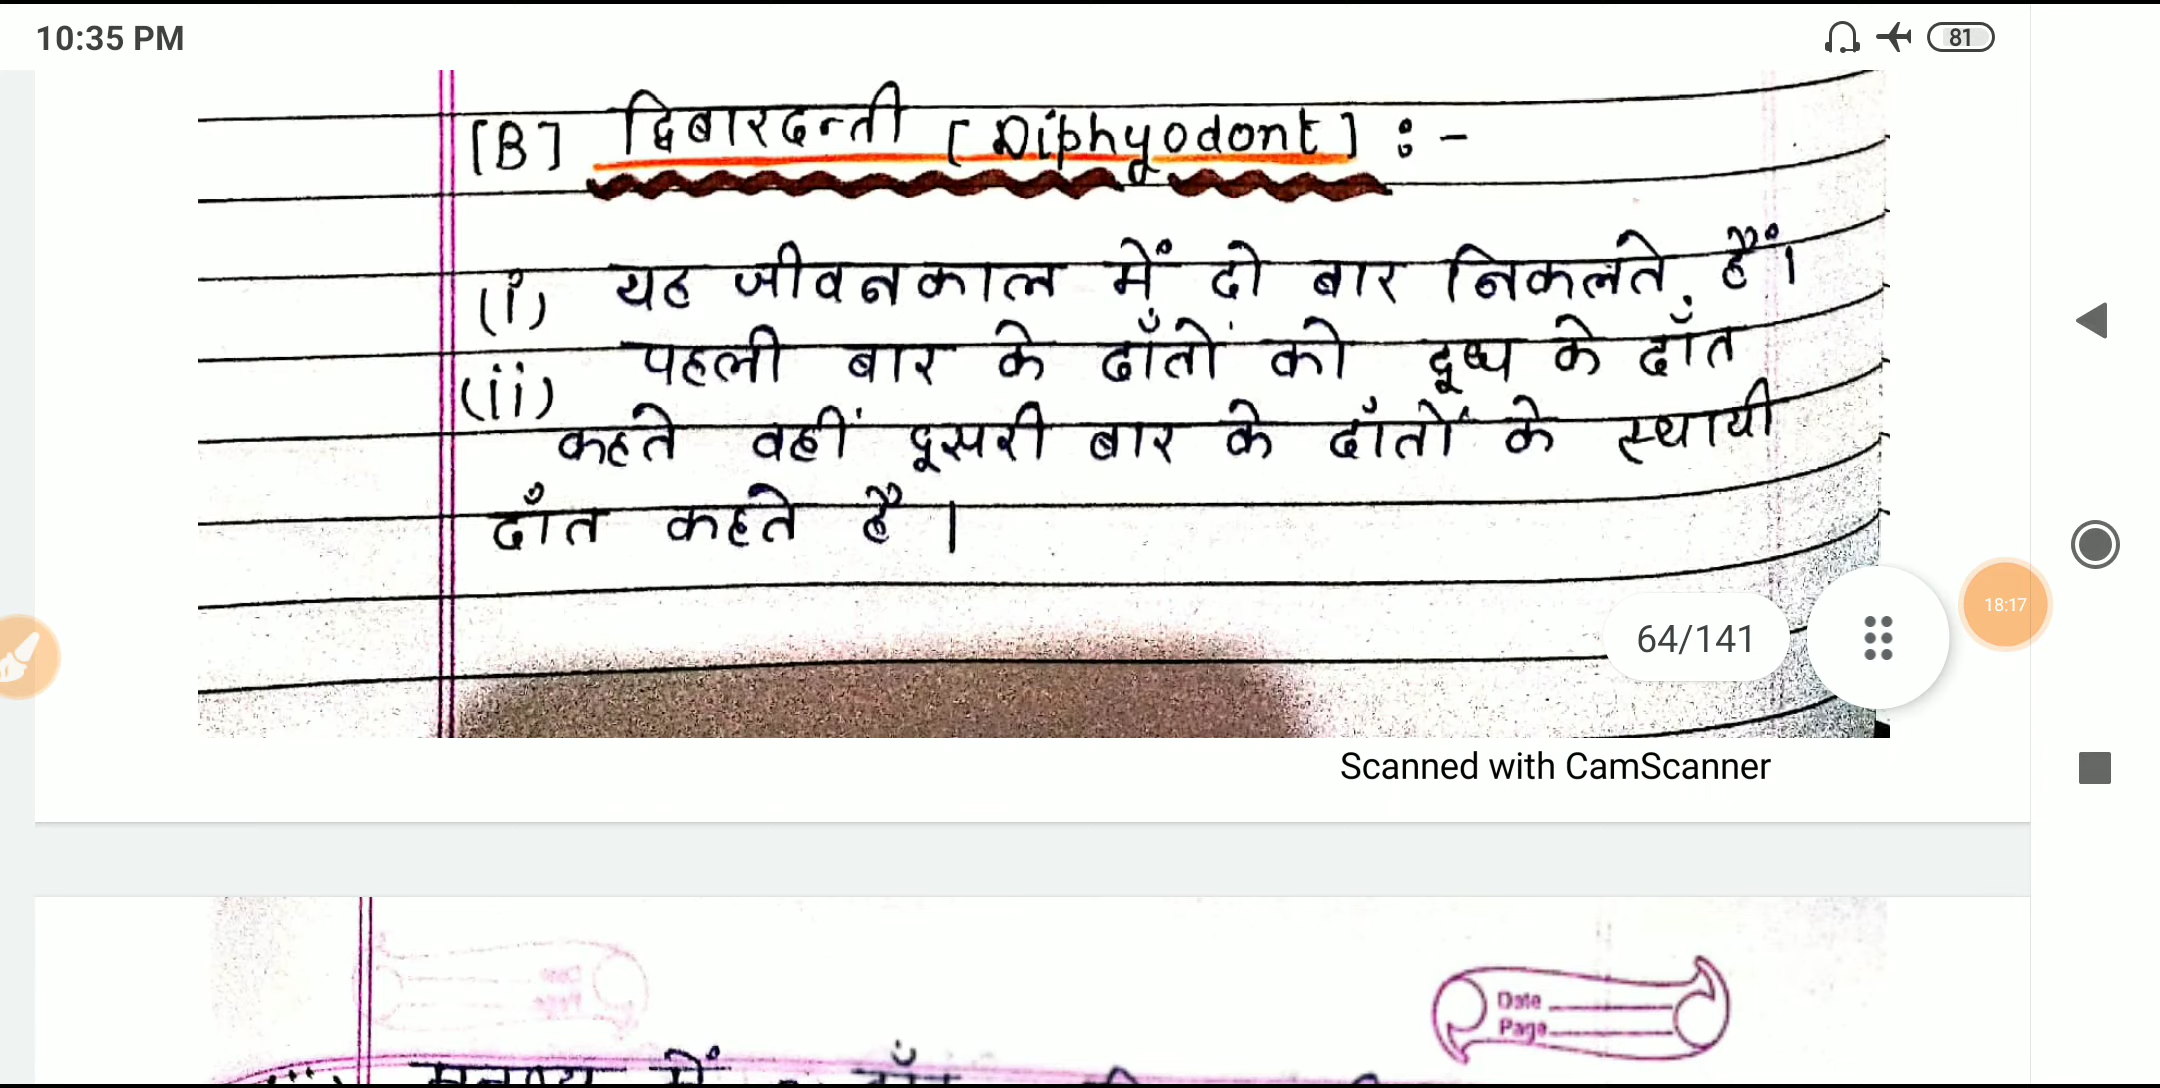 10:35 PM
81
[B] द्विबारदन्ती [Diphyodont] :-
(i) यह जीवनकाल में दो बार निकलते हैं।
(ii) पहली बार के दाँतों को दूध के दाँत
कहते वहीं दूसरी बार के दाँतों के स्थायी
दाँत कहते है।
18:17
64/141
Scanned with CamScanner
Date
Page
में